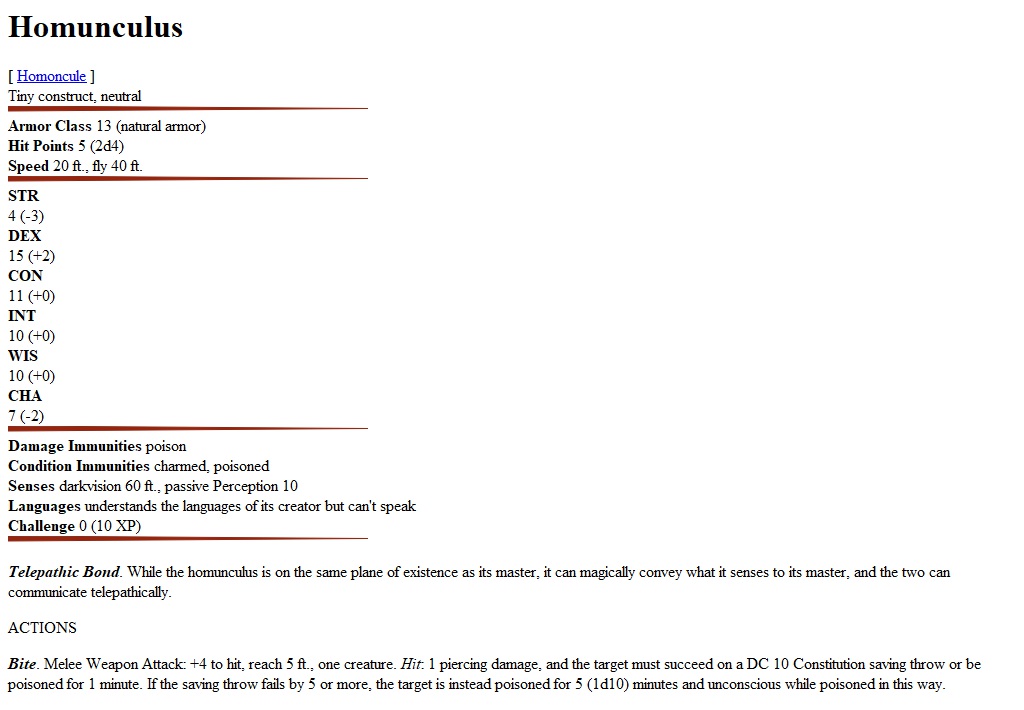 Homunculus
[ Homoncule ]
Tiny construct, neutral
Armor Class 13 (natural armor)
Hit Points 5 (2d4)
Speed 20 ft., fly 40 ft.
STR
4 (-3)
DEX
15 (+2)
CON
11 (+0)
INT
10 (+0)
WIS
10 (+0)
CHA
7 (-2)
Damage Immunities poison
Condition Immunities charmed, poisoned
Senses darkvision 60 ft., passive Perception 10
Languages understands the languages of its creator but can't speak
Challenge 0 (10 XP)
Telepathic Bond. While the homunculus is on the same plane of existence as its master, it can magically convey what it senses to its master, and the two can
communicate telepathically.
ACTIONS
Bite. Melee Weapon Attack: +4 to hit, reach 5 ft., one creature. Hit: 1 piercing damage, and the target must succeed on a DC 10 Constitution saving throw or be
poisoned for 1 minute. If the saving throw fails by 5 or more, the target is instead poisoned for 5 (1d10) minutes and unconscious while poisoned in this way.